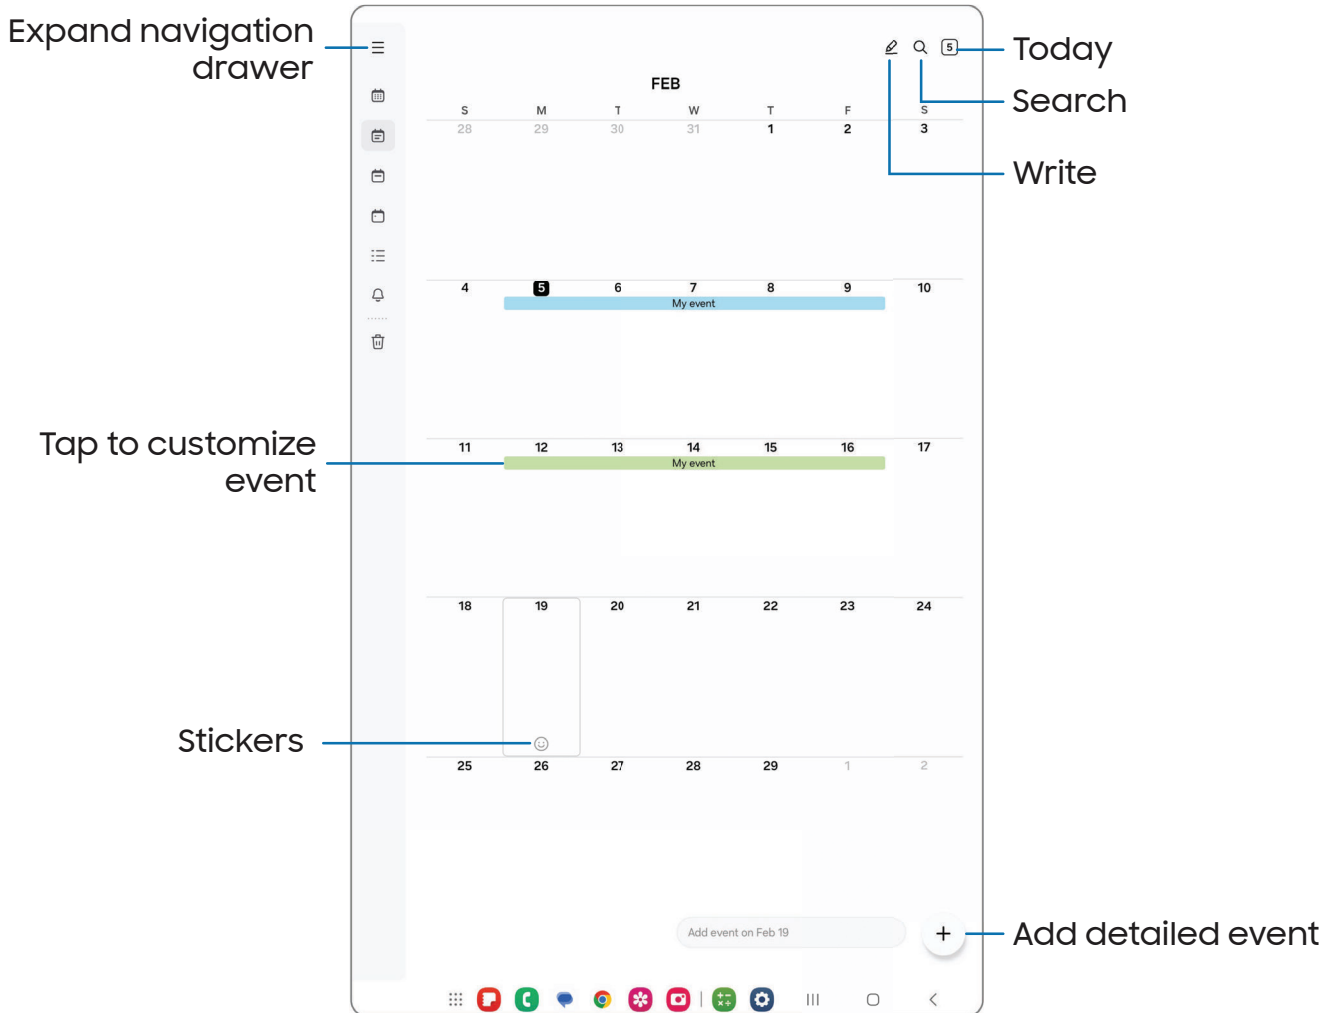 Expand navigation
drawer
5
Today
Search
Write
FEB
S M T W T F S
28 29 30 31 1 2 3
4 5 6 7 8 9 10
My event
Tap to customize
event
11 12 13 14 15 16 17
My event
18 19 20 21 22 23 24
Stickers
25 26 27 28 29 1 2
Add event on Feb 19
Add detailed event